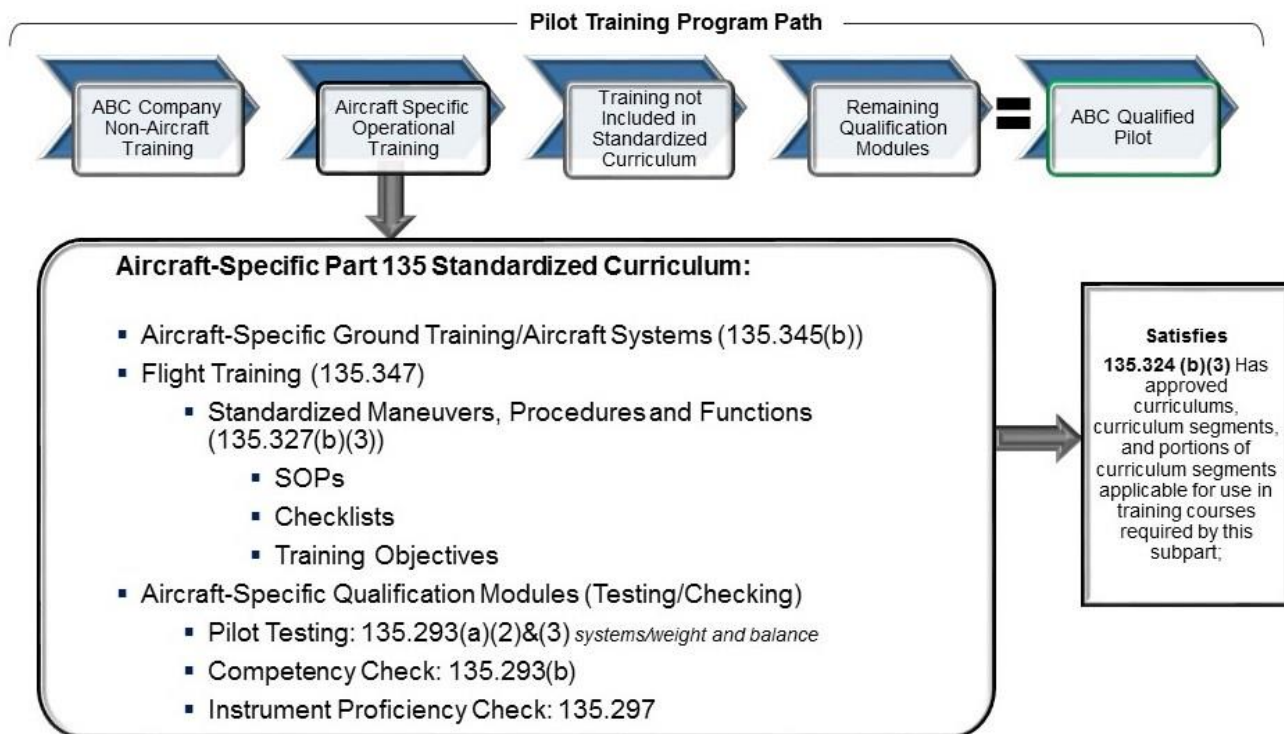 Pilot Training Program Path
ABC Company
Non-Aircraft
Training
Aircraft Specific
Operational
Training
Training not
Included in
Standardized
Curriculum
Remaining
Qualification
Modules
=
ABC Qualified
Pilot
Aircraft-Specific Part 135 Standardized Curriculum:
▪ Aircraft-Specific Ground Training/Aircraft Systems (135.345(b))
▪ Flight Training (135.347)
▪ Standardized Maneuvers, Procedures and Functions
(135.327(b)(3))
▪ SOPs
▪ Checklists
▪ Training Objectives
▪ Aircraft-Specific Qualification Modules (Testing/Checking)
▪ Pilot Testing: 135.293(a)(2)&(3) systems/weight and balance
▪ Competency Check: 135.293(b)
▪ Instrument Proficiency Check: 135.297
Satisfies
135.324 (b)(3) Has
approved
curriculums,
curriculum segments,
and portions of
curriculum segments
applicable for use in
training courses
required by this
subpart;